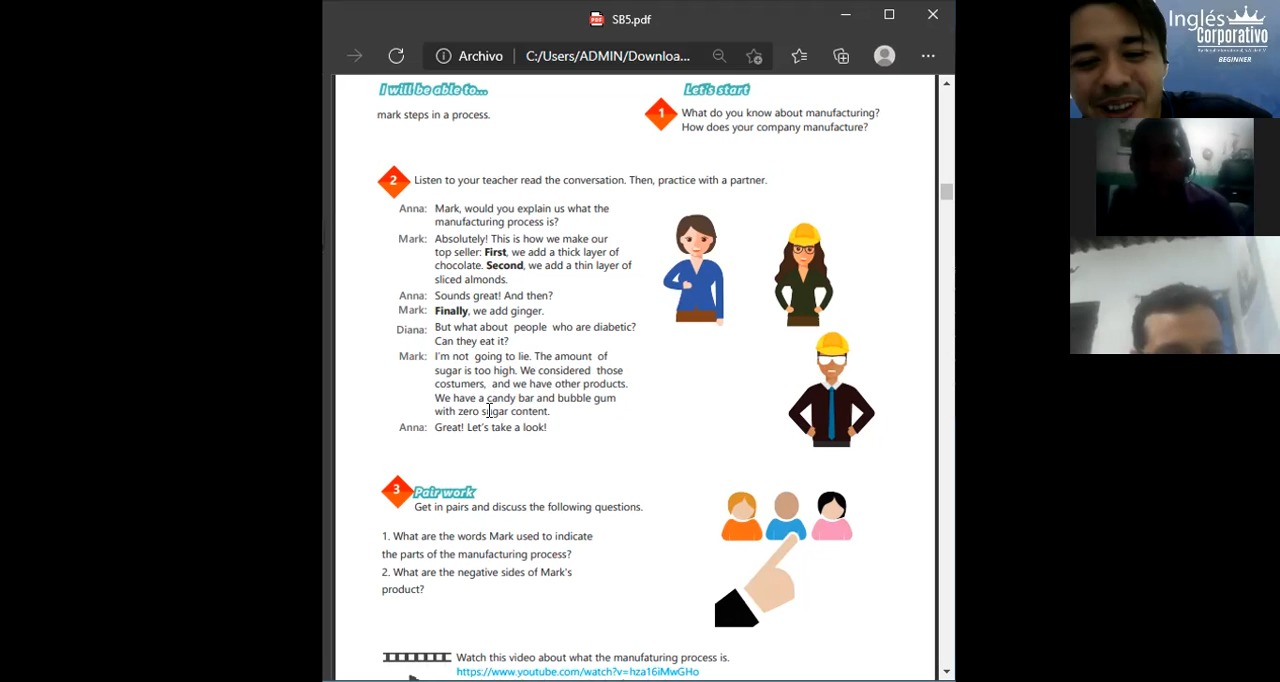 SB5.pdf
Archivo
C:/Users/ADMIN/Downloa...
Inglés
Corporativo
BEGINNER
I will be able to...
mark steps in a process.
Let's start
1
What do you know about manufacturing?
How does your company manufacture?
2
Listen to your teacher read the conversation. Then, practice with a partner.
Anna: Mark, would you explain us what the
manufacturing process is?
Mark: Absolutely! This is how we make our
top seller: First, we add a thick layer of
chocolate. Second, we add a thin layer of
sliced almonds.
Anna: Sounds great! And then?
Mark: Finally, we add ginger.
Diana: But what about people who are diabetic?
Can they eat it?
Mark: I'm not going to lie. The amount of
sugar is too high. We considered those
costumers, and we have other products.
We have a candy bar and bubble gum
with zero sugar content.
Anna: Great! Let's take a look!
3
Pair work
Get in pairs and discuss the following questions.
1. What are the words Mark used to indicate
the parts of the manufacturing process?
2. What are the negative sides of Mark's
product?
Watch this video about what the manufaturing process is.
https://www.youtube.com/watch?v=hza16iMwGHo